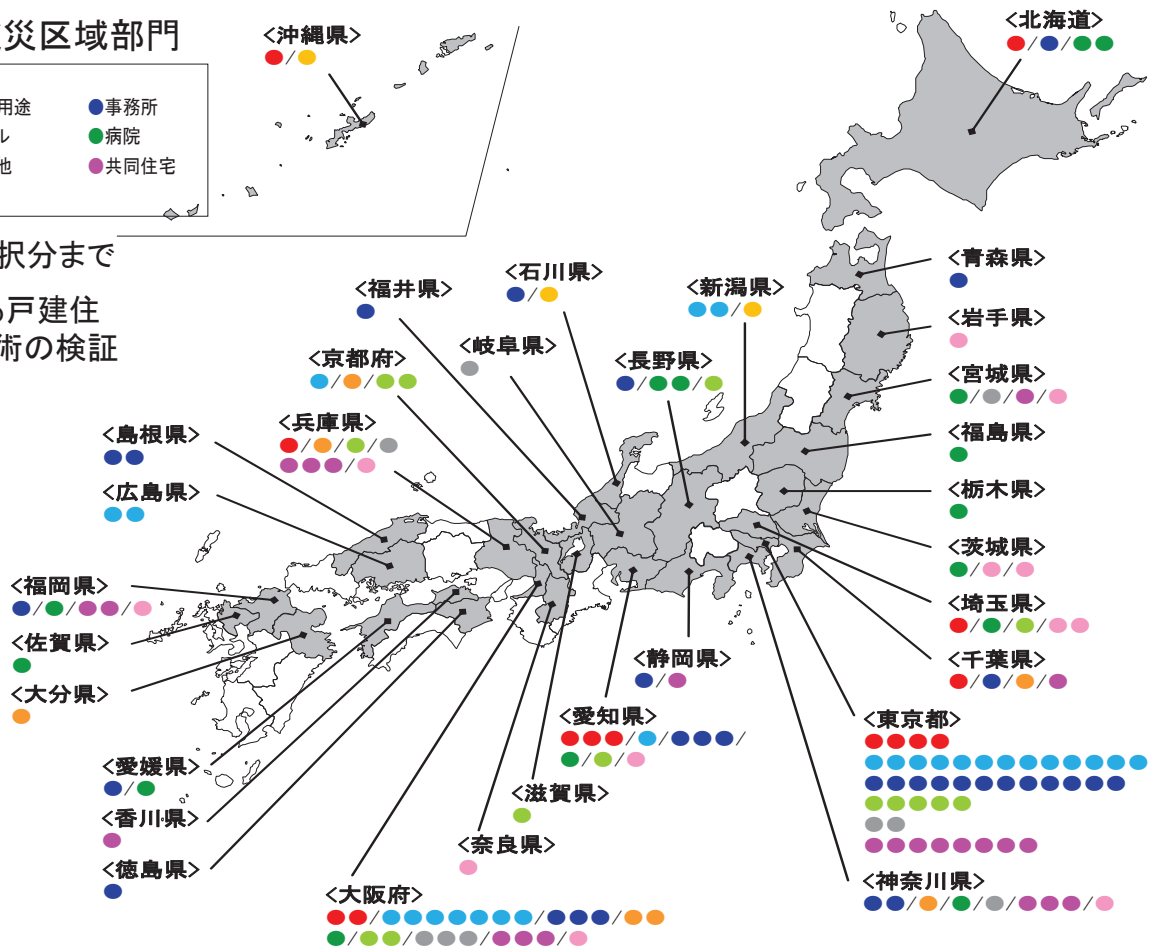 災区域部門
用途 ●事務所
ル ●病院
他 ●共同住宅
択分まで
戸建住
術の検証
<沖縄県>
/
<北海道>
/ /
<青森県>
<岩手県>
<宮城県>
/ / /
<福島県>
<栃木県>
<茨城県>
/ /
<埼玉県>
/ / /
<千葉県>
/ / /
<東京都>
<神奈川県>
/ / / / /
<新潟県>
/
<石川県>
/
<福井県>
<岐阜県>
<長野県>
/ /
<京都府>
/ /
<兵庫県>
/ / /
/
<島根県>
<広島県>
<福岡県>
/ / /
<佐賀県>
<大分県>
<愛媛県>
/
<香川県>
<徳島県>
<静岡県>
/
<愛知県>
/ / /
/ /
<滋賀県>
<奈良県>
<大阪府>
/ / /
/ / / /